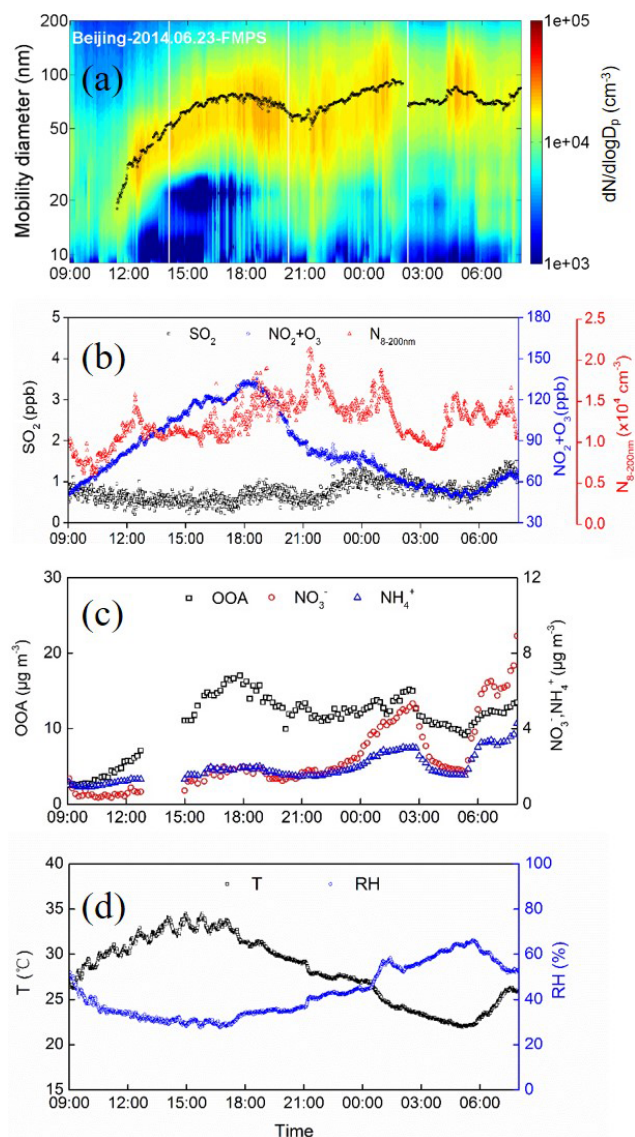 Beijing-2014.06.23-FMPS
(a)
Mobility diameter (nm)
200
100
50
20
10
09:00 12:00 15:00 18:00 21:00 00:00 03:00 06:00
1e+05
1e+04
1e+03
dN/dlogDp (cm-3)
(b)
SO2 NO2+O3 N8-200nm
SO2 (ppb)
5
4
3
2
1
0
180
150
120
90
60
30
NO2+O3 (ppb)
2.5
2.0
1.5
1.0
0.5
0.0
N8-200nm (x10^4 cm-3)
09:00 12:00 15:00 18:00 21:00 00:00 03:00 06:00
(c)
OOA NO3- NH4+
OOA (µg m-3)
30
20
10
0
12
8
4
0
NO3-,NH4+ (µg m-3)
09:00 12:00 15:00 18:00 21:00 00:00 03:00 06:00
(d)
T RH
T (℃)
40
35
30
25
20
15
100
80
60
40
20
0
RH (%)
09:00 12:00 15:00 18:00 21:00 00:00 03:00 06:00
Time